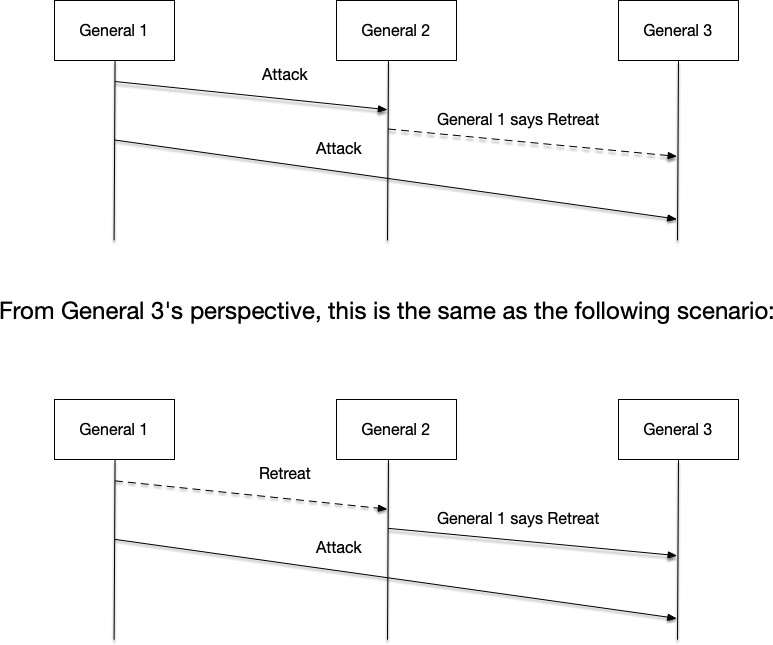 General 1
General 2
General 3
Attack
General 1 says Retreat
Attack
From General 3's perspective, this is the same as the following scenario:
General 1
General 2
General 3
Retreat
General 1 says Retreat
Attack